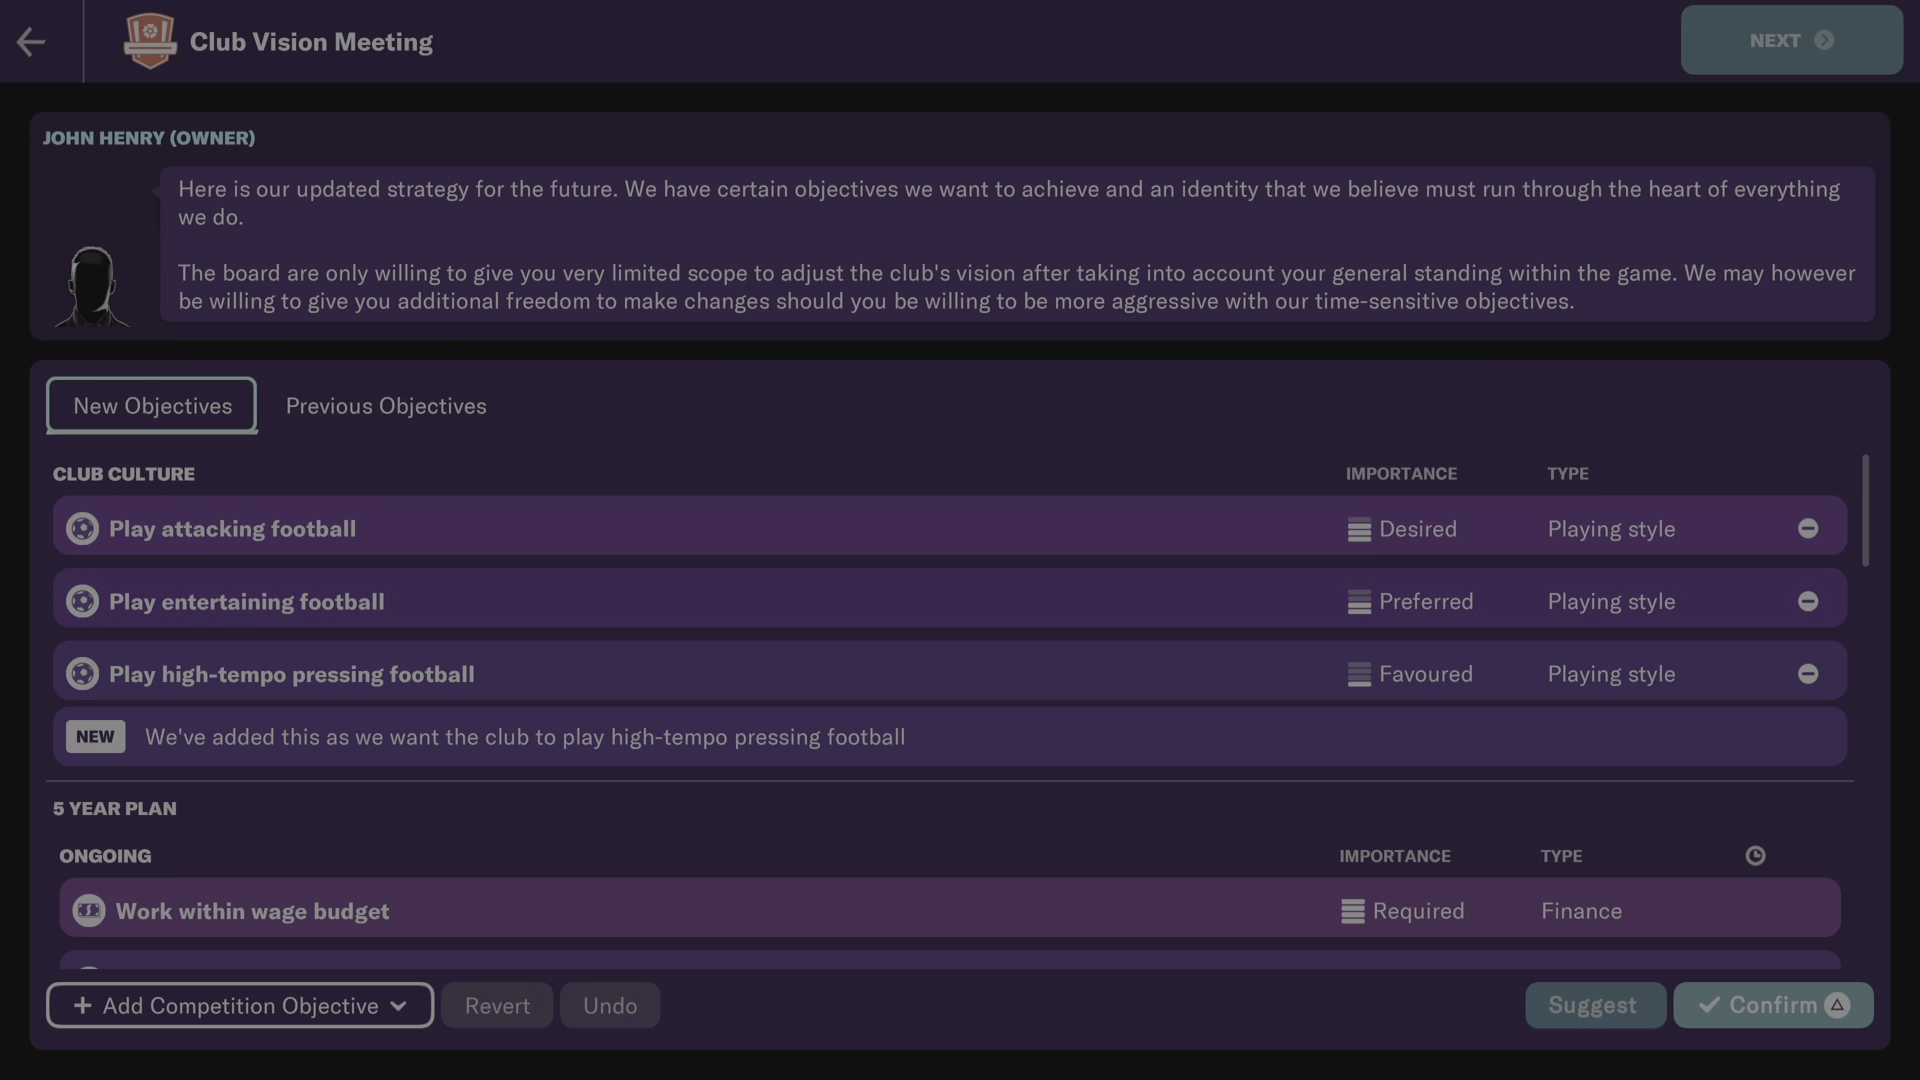 Club Vision Meeting
NEXT
JOHN HENRY (OWNER)
Here is our updated strategy for the future. We have certain objectives we want to achieve and an identity that we believe must run through the heart of everything
we do.
The board are only willing to give you very limited scope to adjust the club's vision after taking into account your general standing within the game. We may however
be willing to give you additional freedom to make changes should you be willing to be more aggressive with our time-sensitive objectives.
New Objectives Previous Objectives
CLUB CULTURE IMPORTANCE TYPE
Play attacking football Desired Playing style
Play entertaining football Preferred Playing style
Play high-tempo pressing football Favoured Playing style
NEW We've added this as we want the club to play high-tempo pressing football
5 YEAR PLAN
ONGOING IMPORTANCE TYPE
Work within wage budget Required Finance
+ Add Competition Objective Revert Undo Suggest Confirm